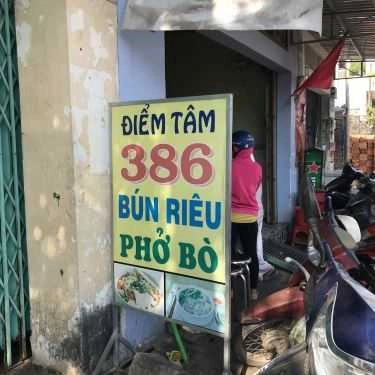 ĐIỂM TÂM
386
BÚN RIÊU
PHỞ BÒ